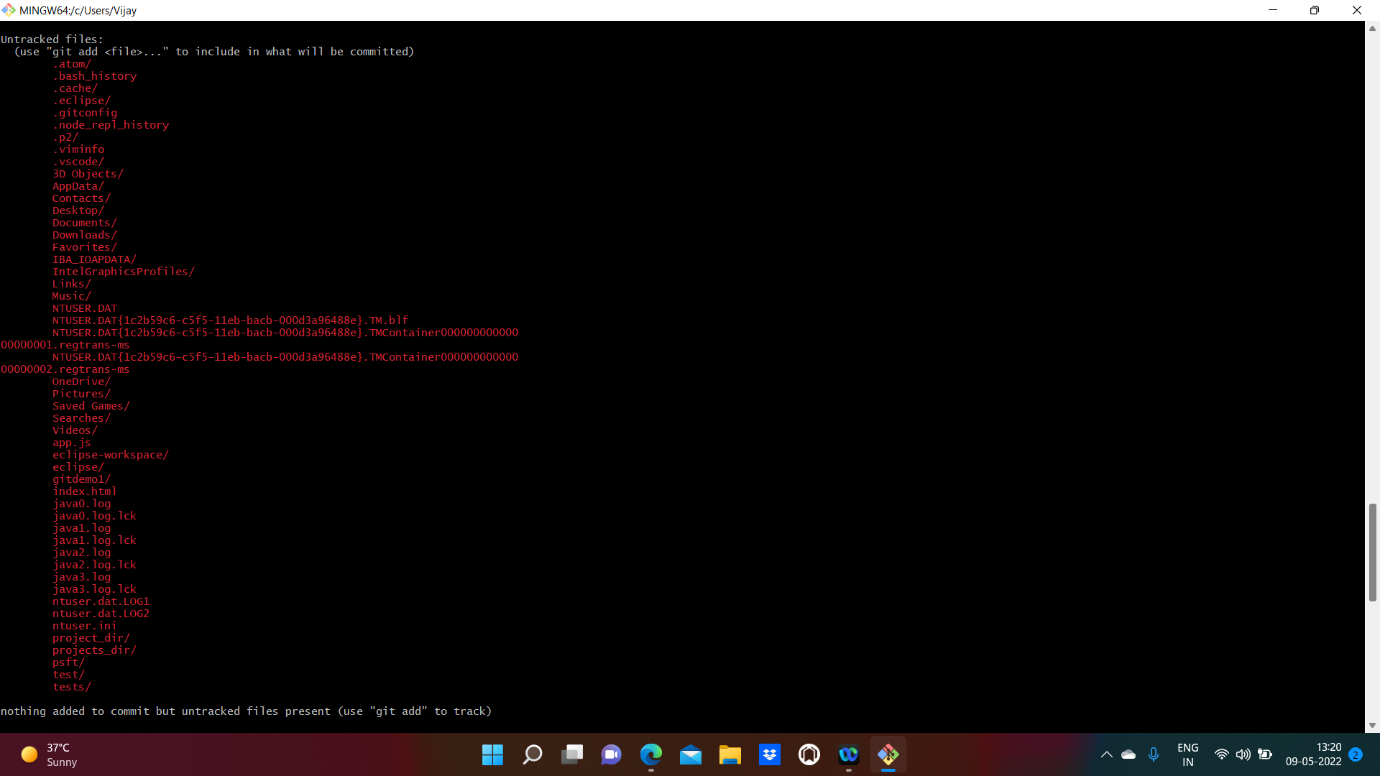 MINGW64:/c/Users/Vijay
Untracked files:
  (use "git add <file>..." to include in what will be committed)
        .atom/
        .bash_history
        .cache/
        .eclipse/
        .gitconfig
        .node_repl_history
        .p2/
        .viminfo
        .vscode/
        3D Objects/
        AppData/
        Contacts/
        Desktop/
        Documents/
        Downloads/
        Favorites/
        IBA_IOAPDATA/
        IntelGraphicsProfiles/
        Links/
        Music/
        NTUSER.DAT
        NTUSER.DAT{1c2b59c6-c5f5-11eb-bacb-000d3a96488e}.TM.blf
        NTUSER.DAT{1c2b59c6-c5f5-11eb-bacb-000d3a96488e}.TMContainer000000000000
00000001.regtrans-ms
        NTUSER.DAT{1c2b59c6-c5f5-11eb-bacb-000d3a96488e}.TMContainer000000000000
00000002.regtrans-ms
        OneDrive/
        Pictures/
        Saved Games/
        Searches/
        Videos/
        app.js
        eclipse-workspace/
        eclipse/
        gitdemo1/
        index.html
        java0.log
        java0.log.lck
        java1.log
        java1.log.lck
        java2.log
        java2.log.lck
        java3.log
        java3.log.lck
        ntuser.dat.LOG1
        ntuser.dat.LOG2
        ntuser.ini
        project_dir/
        projects_dir/
        psft/
        test/
        tests/
nothing added to commit but untracked files present (use "git add" to track)
37°C
Sunny
ENG
IN
13:20
09-05-2022
2